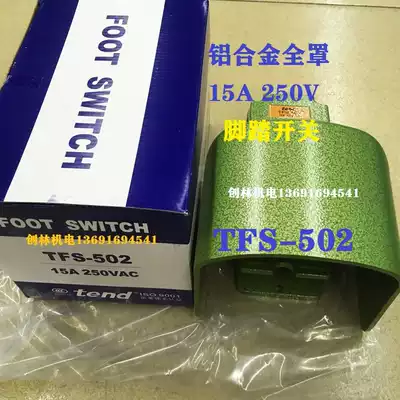 FOOT SWITCH
铝合金全罩
15A 250V
脚踏开关
创林机电13691694541
FOOT SWITCH
创林机电13691694541
TFS-502
TFS-502
15A 250VAC
tend
ISO 9001